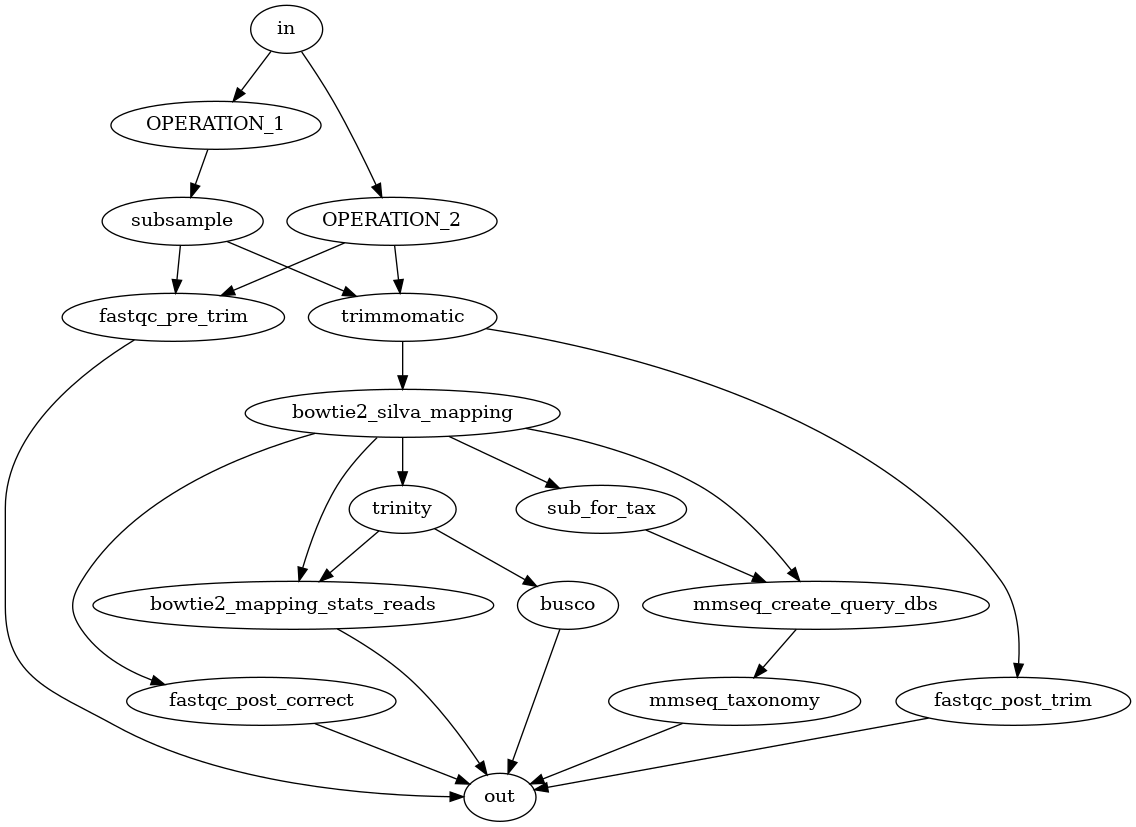 in
OPERATION_1
subsample
OPERATION_2
fastqc_pre_trim
trimmomatic
bowtie2_silva_mapping
trinity
sub_for_tax
bowtie2_mapping_stats_reads
busco
mmseq_create_query_dbs
fastqc_post_correct
mmseq_taxonomy
fastqc_post_trim
out